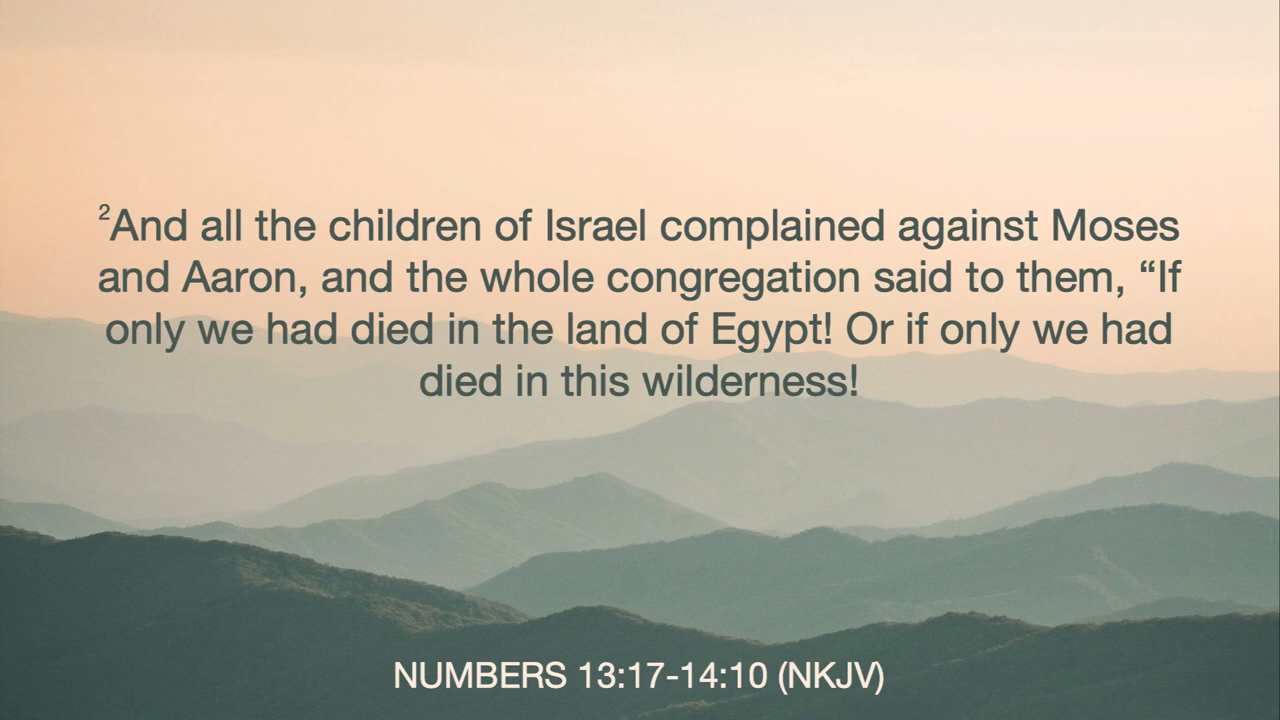 ²And all the children of Israel complained against Moses
and Aaron, and the whole congregation said to them, “If
only we had died in the land of Egypt! Or if only we had
died in this wilderness!
NUMBERS 13:17-14:10 (NKJV)